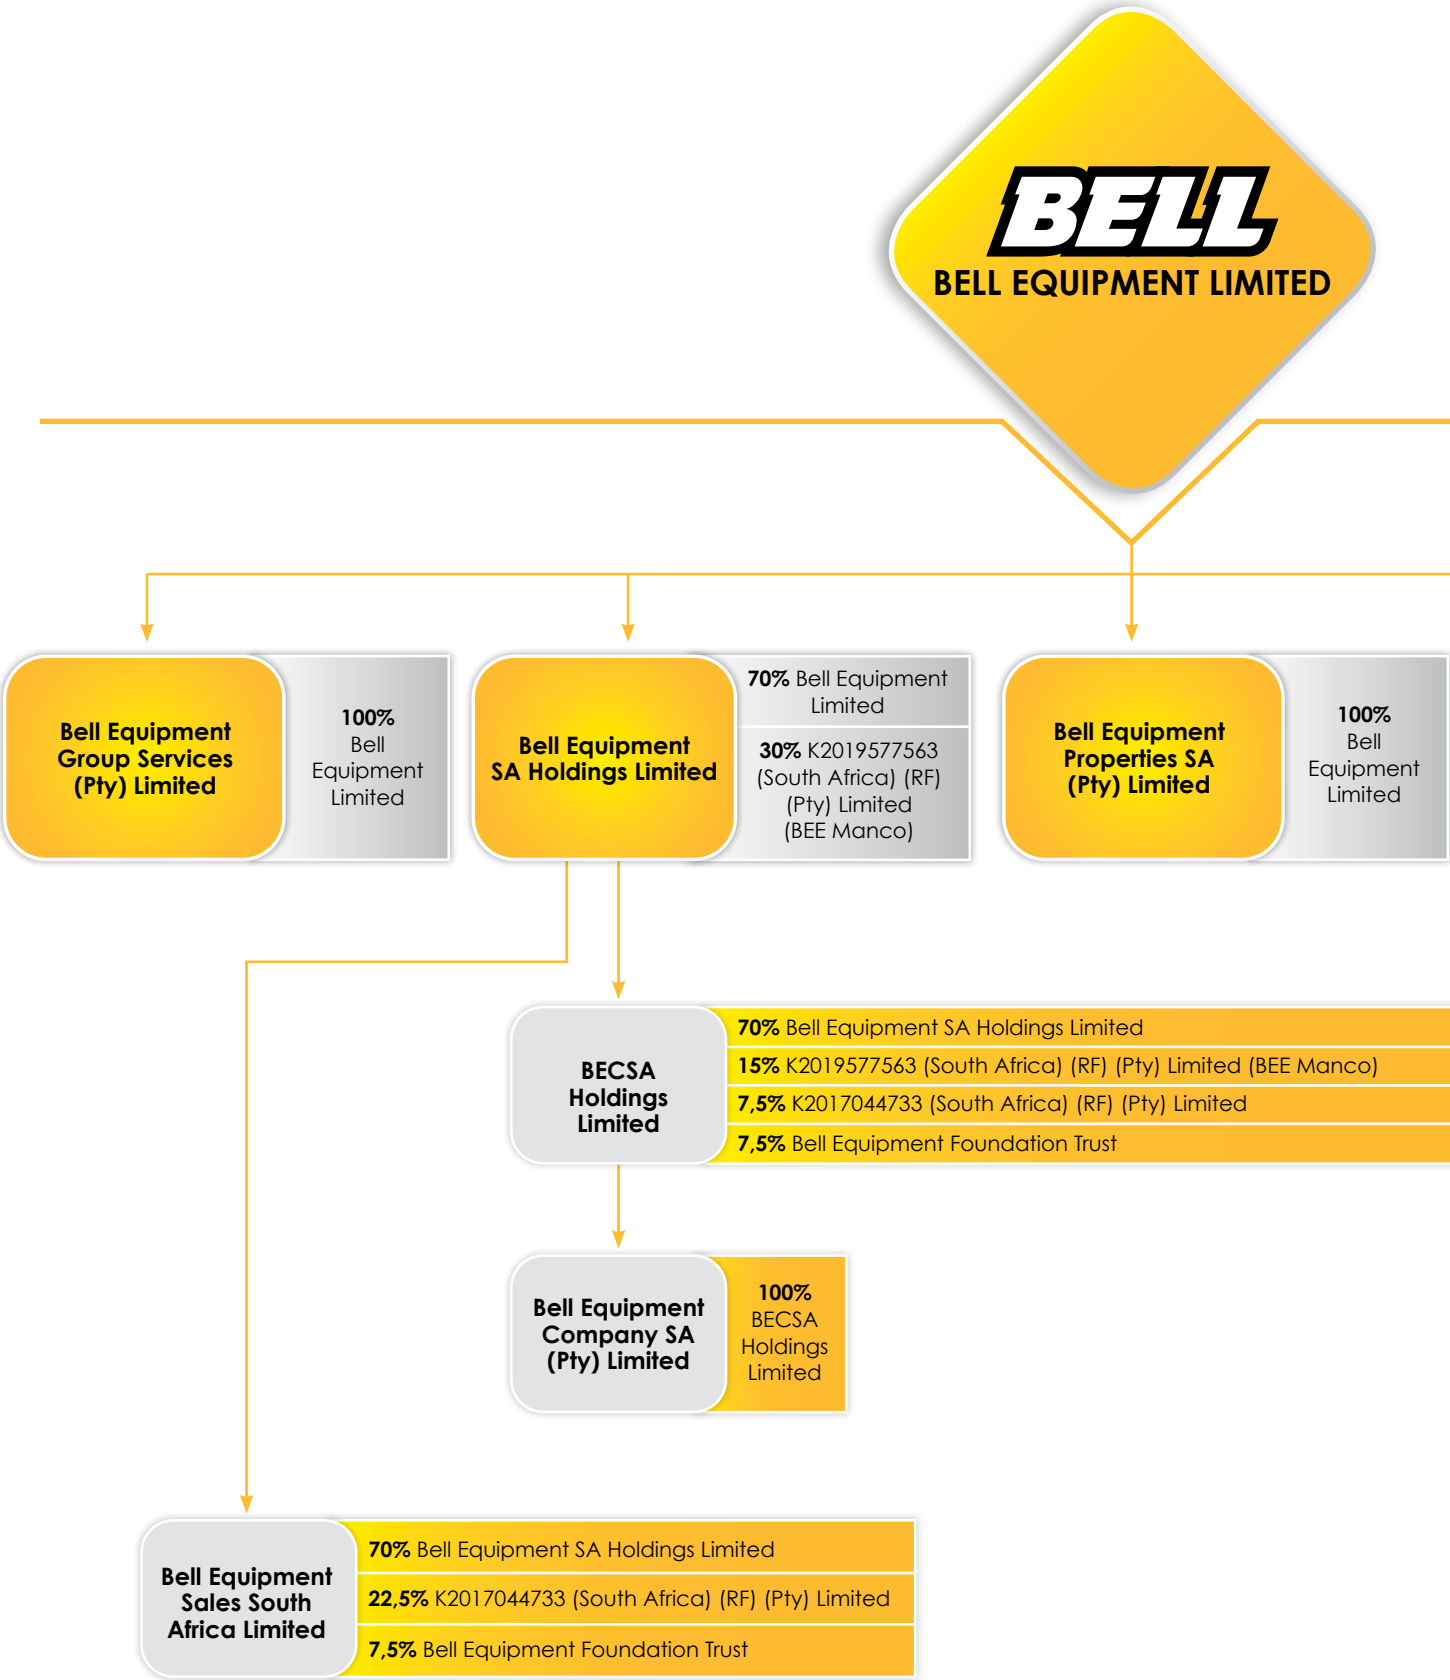 BELL
BELL EQUIPMENT LIMITED
Bell Equipment
Group Services
(Pty) Limited
100%
Bell
Equipment
Limited
Bell Equipment
SA Holdings Limited
70% Bell Equipment
Limited
30% K2019577563
(South Africa) (RF)
(Pty) Limited
(BEE Manco)
Bell Equipment
Properties SA
(Pty) Limited
100%
Bell
Equipment
Limited
BECSA
Holdings
Limited
70% Bell Equipment SA Holdings Limited
15% K2019577563 (South Africa) (RF) (Pty) Limited (BEE Manco)
7,5% K2017044733 (South Africa) (RF) (Pty) Limited
7,5% Bell Equipment Foundation Trust
Bell Equipment
Company SA
(Pty) Limited
100%
BECSA
Holdings
Limited
Bell Equipment
Sales South
Africa Limited
70% Bell Equipment SA Holdings Limited
22,5% K2017044733 (South Africa) (RF) (Pty) Limited
7,5% Bell Equipment Foundation Trust